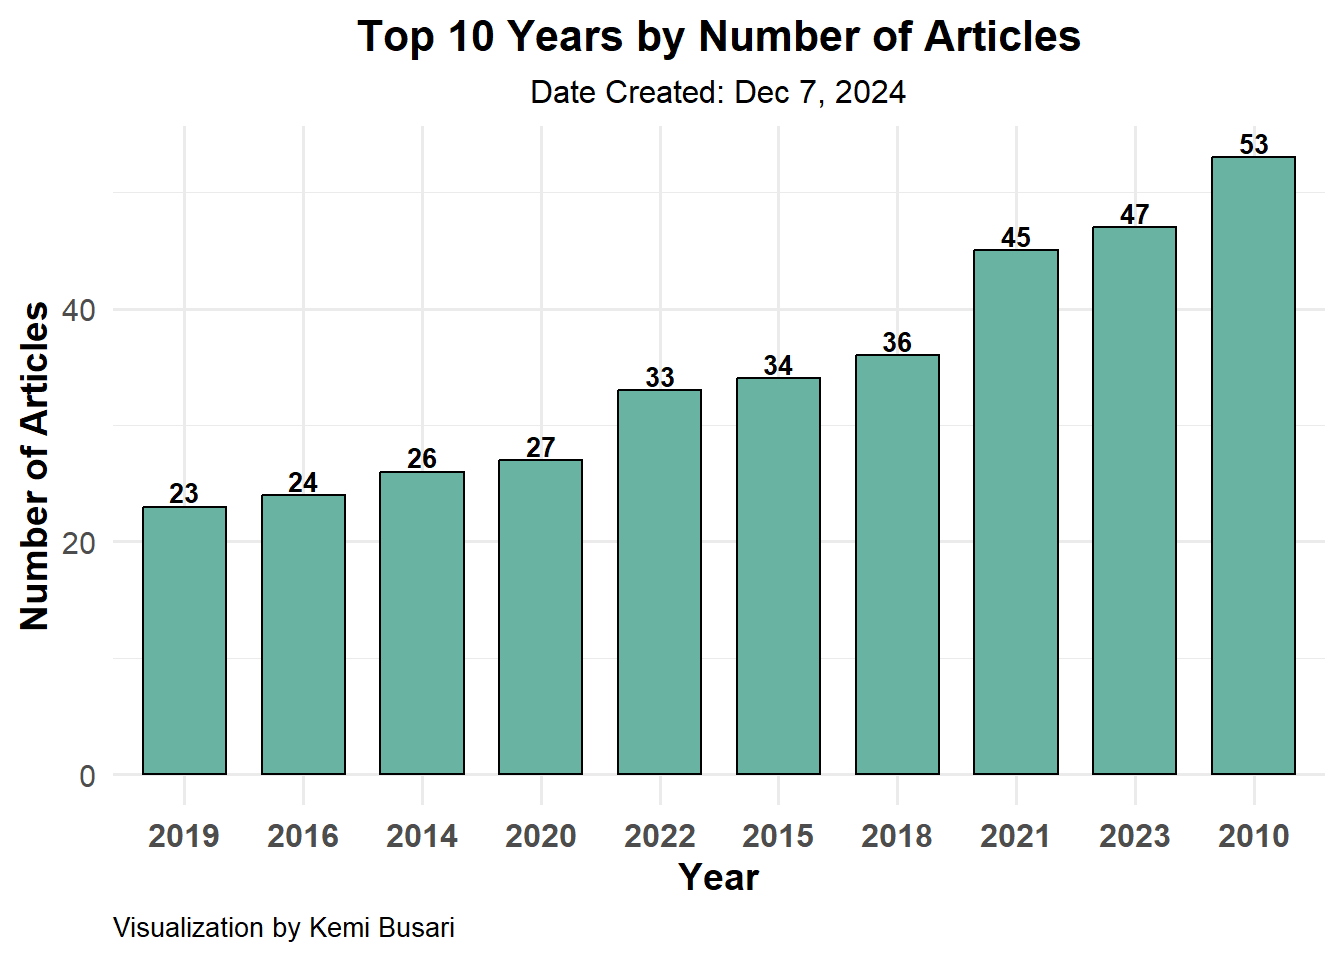 Top 10 Years by Number of Articles
Date Created: Dec 7, 2024
53
47
45
36
34
33
27
26
24
23
Number of Articles
40
20
0
2019 2016 2014 2020 2022 2015 2018 2021 2023 2010
Year
Visualization by Kemi Busari